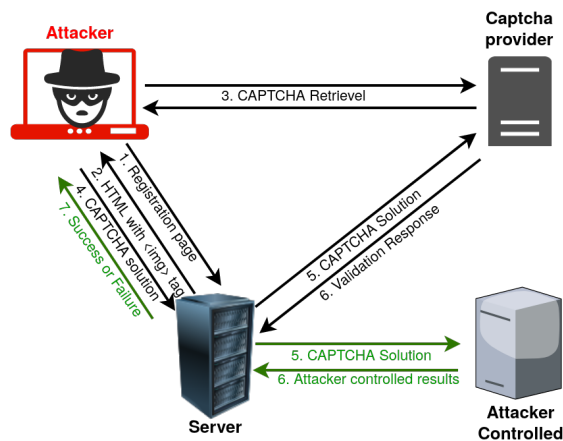 Attacker
Captcha
provider
3. CAPTCHA Retrievel
1. Registration page
2. HTML with <img> tag
4. CAPTCHA solution
7. Success or Failure
5. CAPTCHA Solution
6. Validation Response
5. CAPTCHA Solution
6. Attacker controlled results
Server
Attacker
Controlled